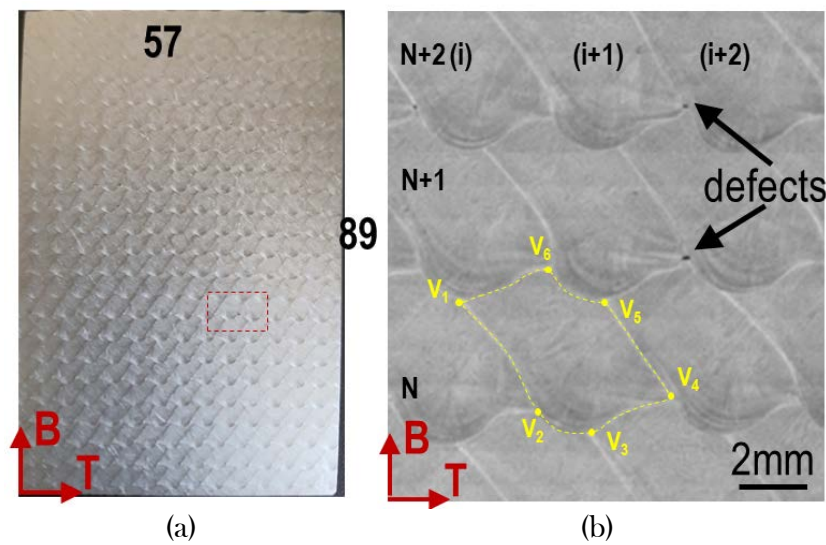 57
89
B
T
(a)
N+2 (i) (i+1) (i+2)
N+1
defects
V6
V1
V5
V4
N
V2
V3
B
T
2mm
(b)